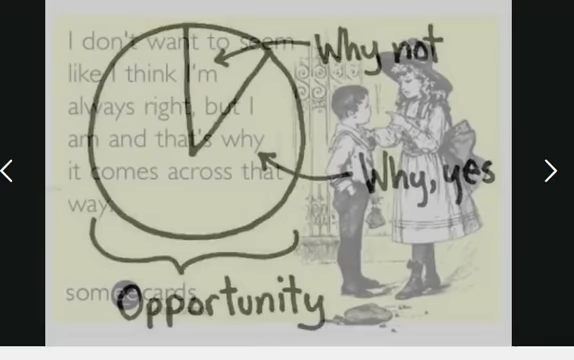 I don't want to seem
like I think I'm
always right, but I
am and that's why
it comes across that
way.
someecards
Why not
Why, yes
Opportunity